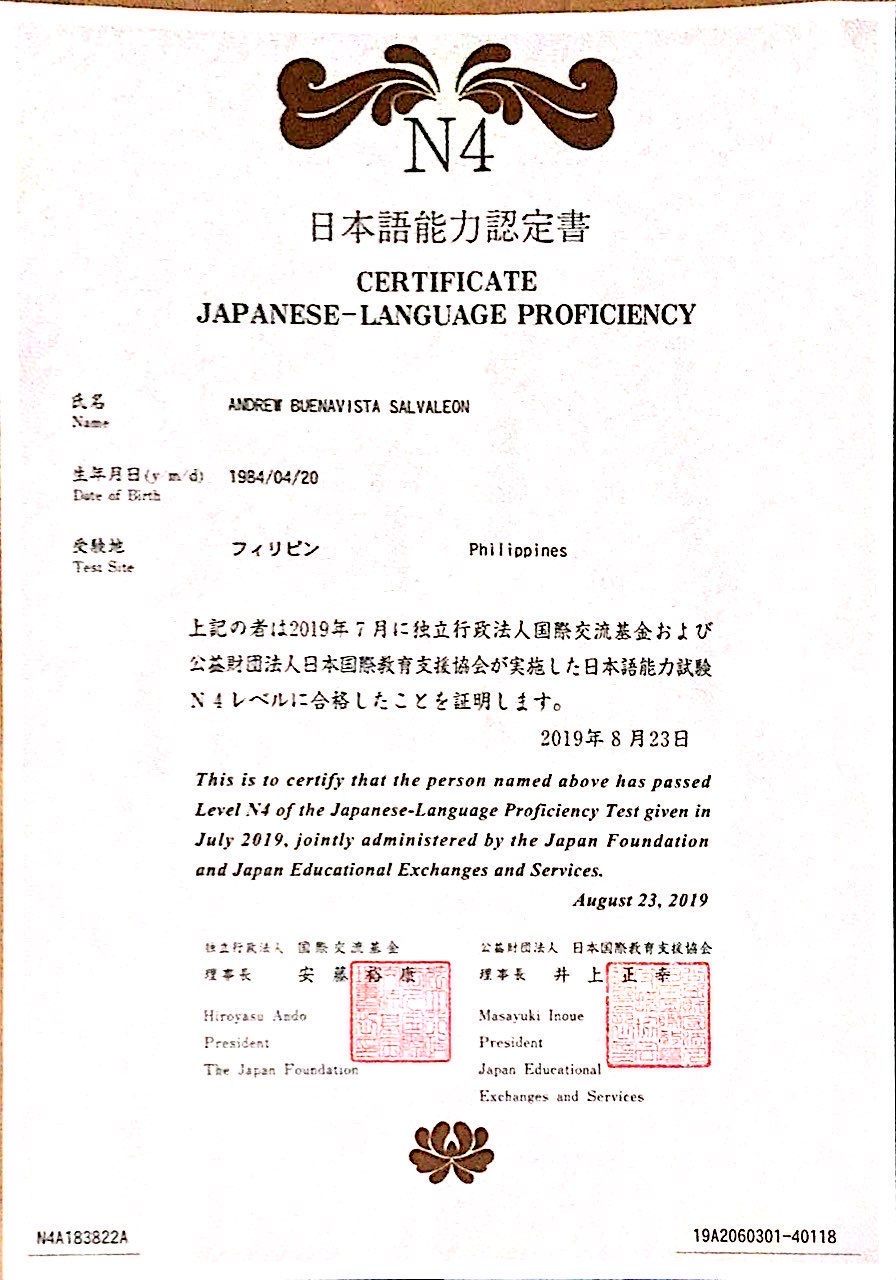 N4
日本語能力認定書
CERTIFICATE
JAPANESE-LANGUAGE PROFICIENCY
氏名 ANDREW BUENAVISTA SALVALEON
Name
生年月日(y/m/d) 1984/04/20
Date of Birth
受験地 フィリピン Philippines
Test Site
上記の者は2019年7月に独立行政法人国際交流基金および
公益財団法人日本国際教育支援協会が実施した日本語能力試験
N4レベルに合格したことを証明します。
2019年8月23日
This is to certify that the person named above has passed
Level N4 of the Japanese-Language Proficiency Test given in
July 2019, jointly administered by the Japan Foundation
and Japan Educational Exchanges and Services.
August 23, 2019
独立行政法人 国際交流基金
理事長 安藤裕康
Hiroyasu Ando
President
The Japan Foundation
公益財団法人 日本国際教育支援協会
理事長 井上正幸
Masayuki Inoue
President
Japan Educational
Exchanges and Services
N4A183822A
19A2060301-40118